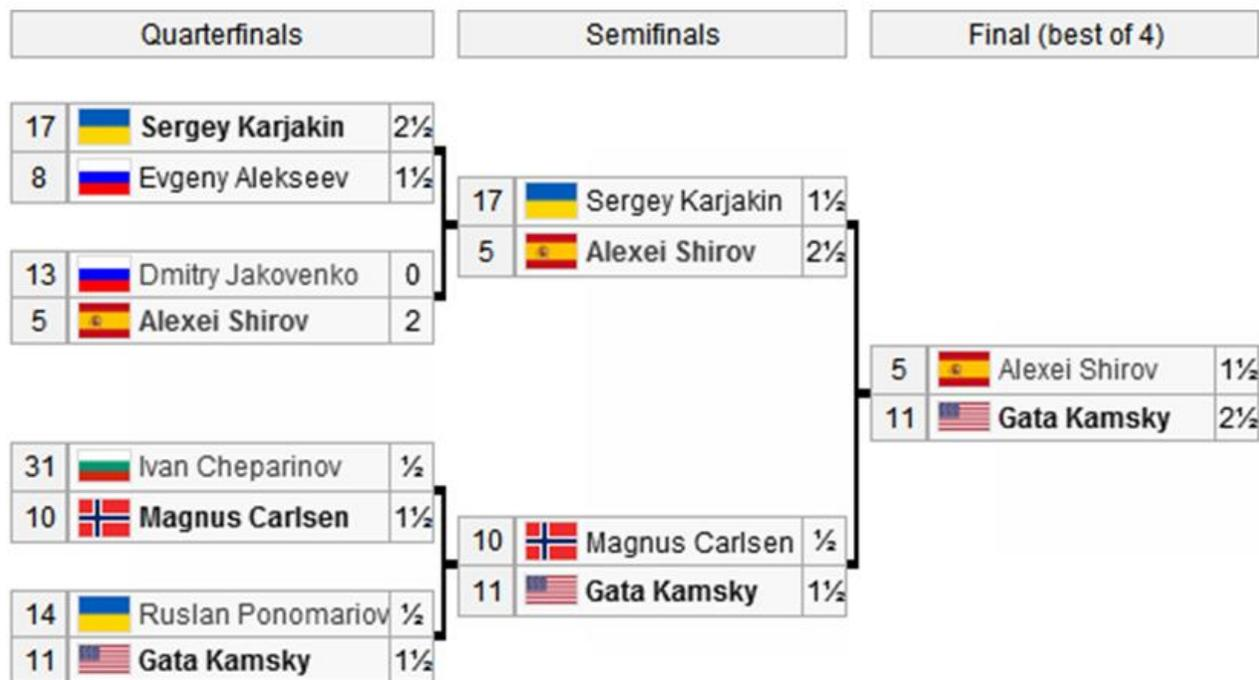 Quarterfinals Semifinals Final (best of 4)
17 Sergey Karjakin 2½
8 Evgeny Alekseev 1½
13 Dmitry Jakovenko 0
5 Alexei Shirov 2
31 Ivan Cheparinov ½
10 Magnus Carlsen 1½
14 Ruslan Ponomariov ½
11 Gata Kamsky 1½
17 Sergey Karjakin 1½
5 Alexei Shirov 2½
10 Magnus Carlsen ½
11 Gata Kamsky 1½
5 Alexei Shirov 1½
11 Gata Kamsky 2½